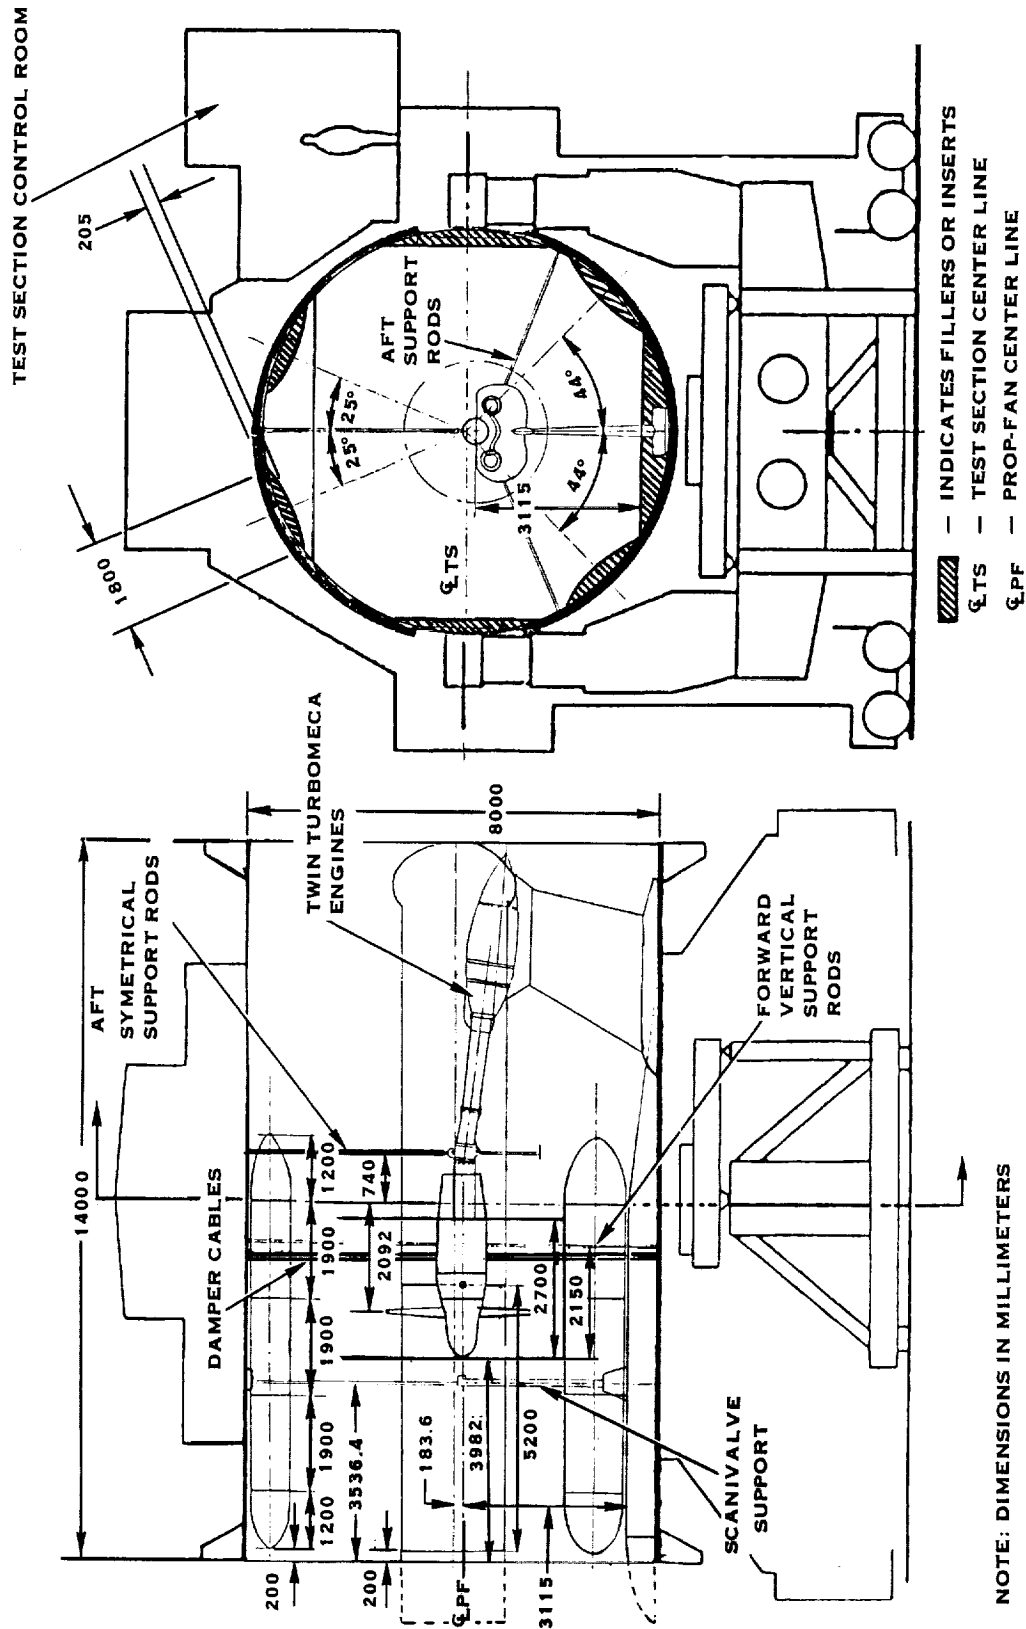 14000
AFT
SYMETRICAL
SUPPORT RODS
DAMPER CABLES
TWIN TURBOMECA
ENGINES
8000
200
1200
1900
1900
1900
1200
3536.4
740
2092
200
183.6
3982
5200
2700
2150
℄PF
3115
SCANIVALVE
SUPPORT
FORWARD
VERTICAL
SUPPORT
RODS
NOTE: DIMENSIONS IN MILLIMETERS
TEST SECTION CONTROL ROOM
205
1800
25°
25°
AFT
SUPPORT
RODS
44°
44°
3115
℄TS
— INDICATES FILLERS OR INSERTS
℄TS — TEST SECTION CENTER LINE
℄PF — PROP-FAN CENTER LINE